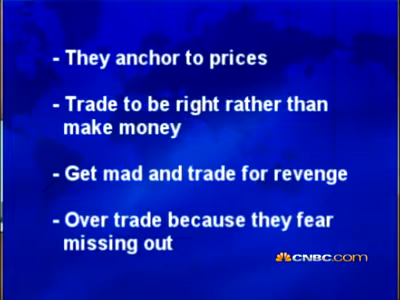 - They anchor to prices
- Trade to be right rather than
make money
- Get mad and trade for revenge
- Over trade because they fear
missing out
CNBC.com